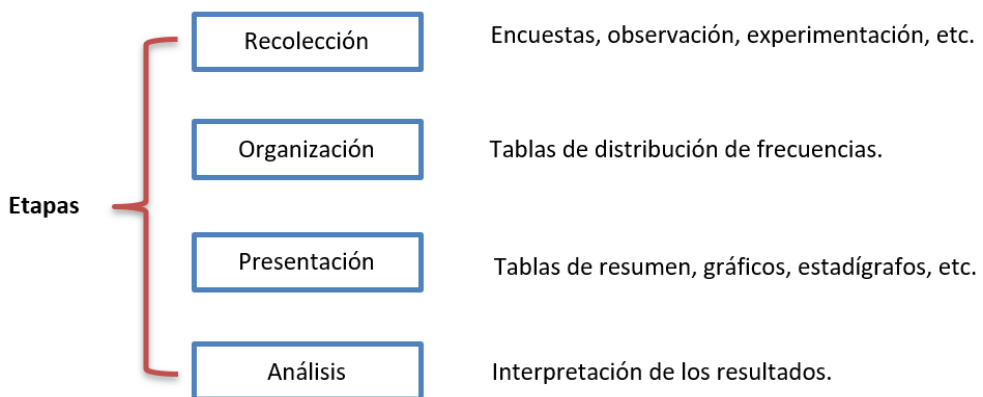 Recolección
Encuestas, observación, experimentación, etc.
Organización
Tablas de distribución de frecuencias.
Etapas
Presentación
Tablas de resumen, gráficos, estadígrafos, etc.
Análisis
Interpretación de los resultados.